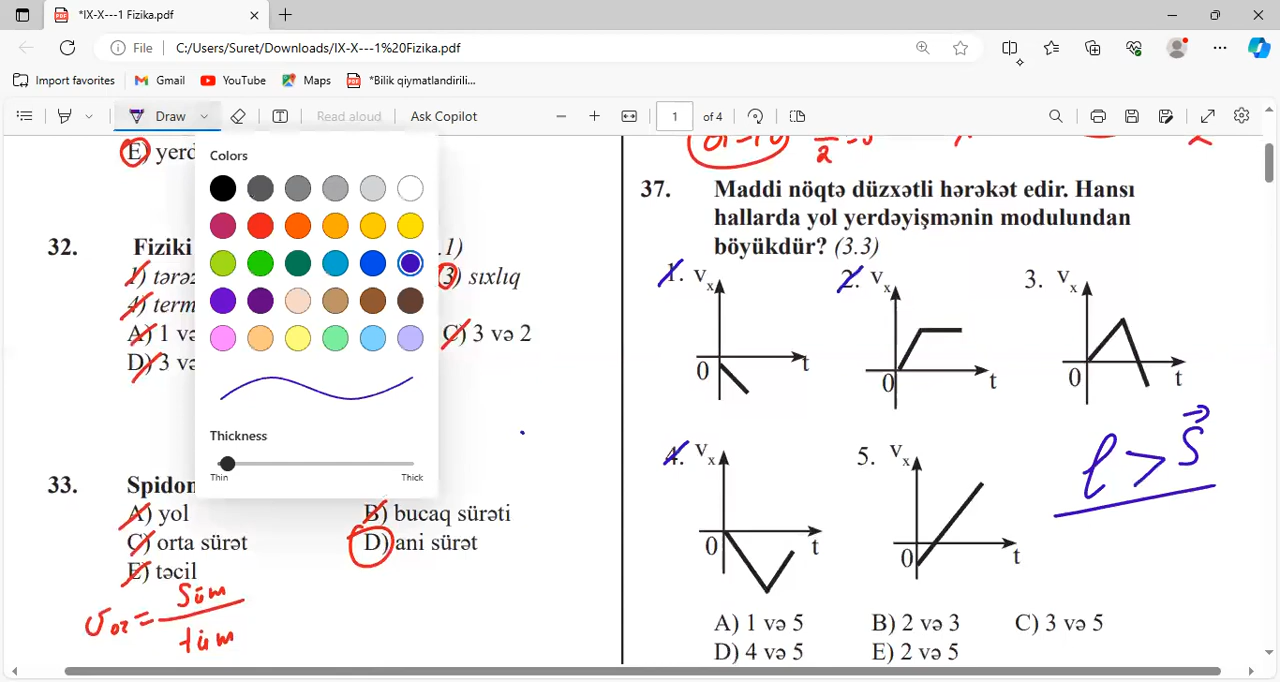 *IX-X---1 Fizika.pdf
File C:/Users/Suret/Downloads/IX-X---1%20Fizika.pdf
Import favorites Gmail YouTube Maps *Bilik qiymatlandirili...
Draw Read aloud Ask Copilot 1 of 4
E) yerd
32. Fiziki .1)
1) təraz 3) sıxlıq
4) term
A) 1 və C) 3 və 2
D) 3 və
33. Spidon
A) yol B) bucaq sürəti
C) orta sürət D) ani sürət
E) təcil
Süm
tüm
Colors
Thickness
Thin Thick
37. Maddi nöqtə düzxətli hərəkət edir. Hansı
hallarda yol yerdəyişmənin modulundan
böyükdür? (3.3)
1. Vx 0 t
2. Vx 0 t
3. Vx 0 t
4. Vx 0 t
5. Vx 0 t
l > S
A) 1 və 5 B) 2 və 3 C) 3 və 5
D) 4 və 5 E) 2 və 5